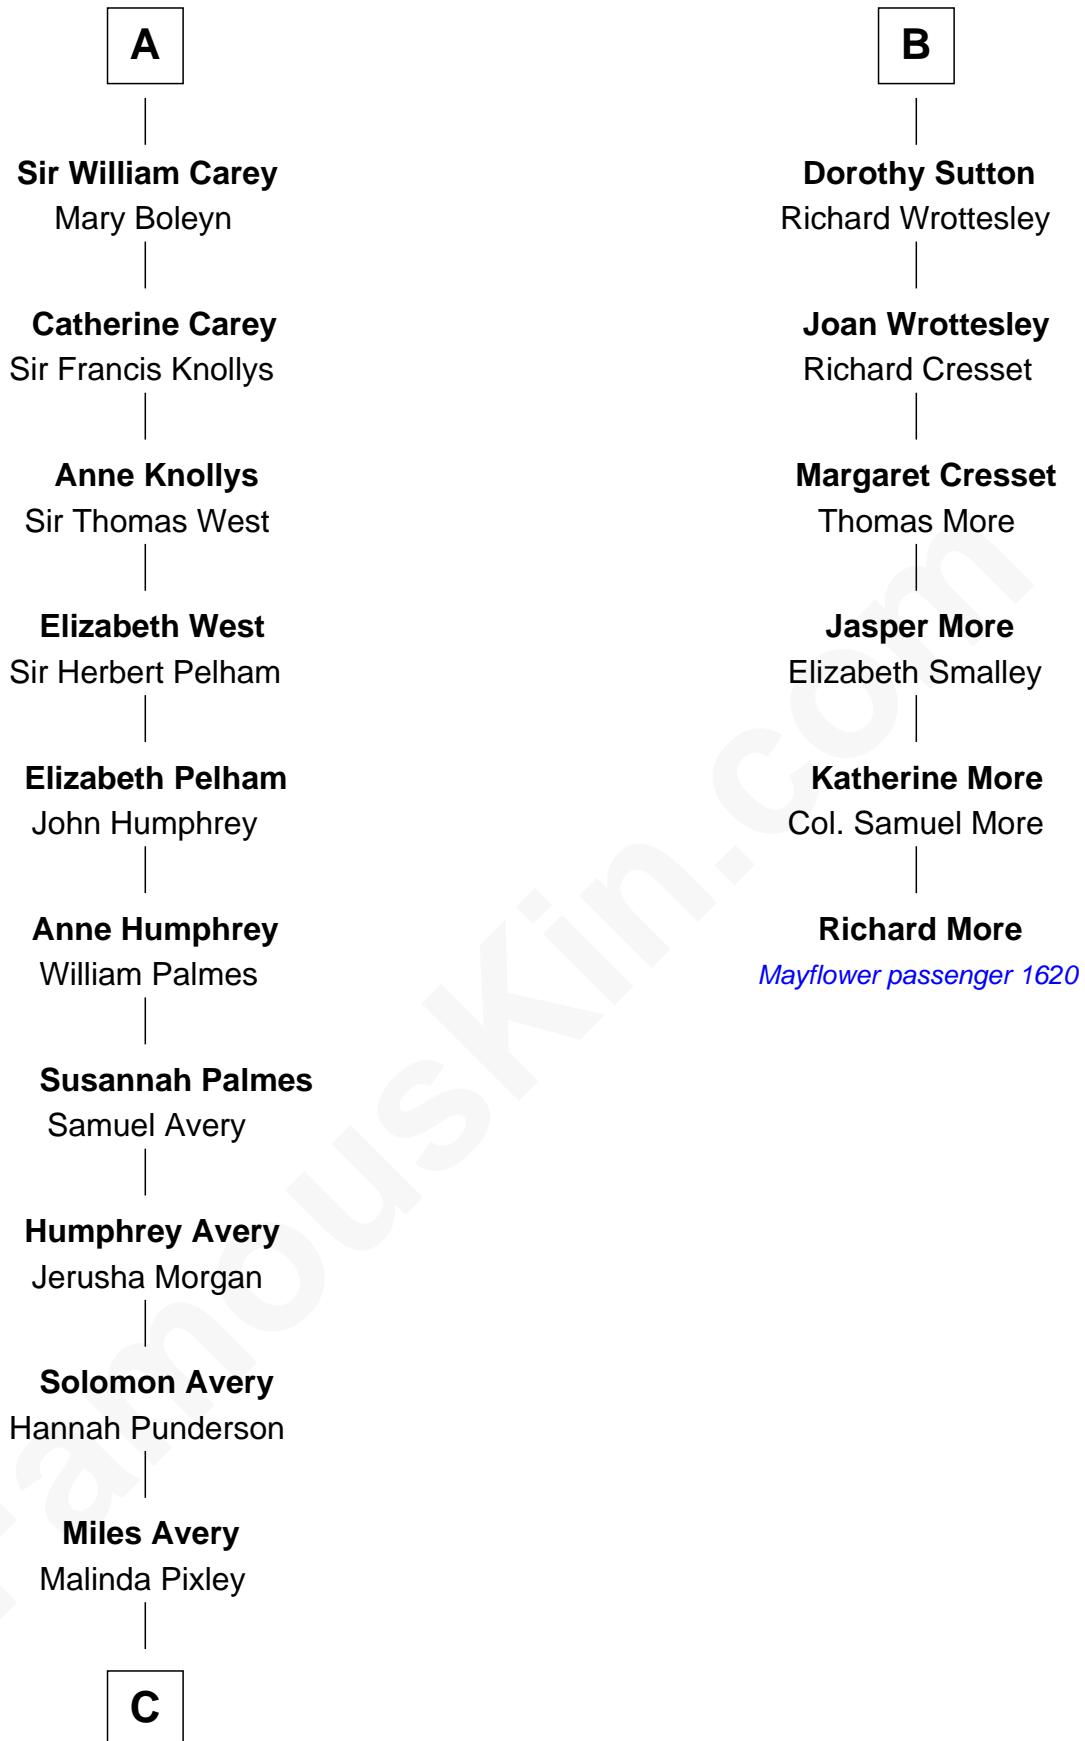 A
Sir William Carey
Mary Boleyn
Catherine Carey
Sir Francis Knollys
Anne Knollys
Sir Thomas West
Elizabeth West
Sir Herbert Pelham
Elizabeth Pelham
John Humphrey
Anne Humphrey
William Palmes
Susannah Palmes
Samuel Avery
Humphrey Avery
Jerusha Morgan
Solomon Avery
Hannah Punderson
Miles Avery
Malinda Pixley
C
B
Dorothy Sutton
Richard Wrottesley
Joan Wrottesley
Richard Cresset
Margaret Cresset
Thomas More
Jasper More
Elizabeth Smalley
Katherine More
Col. Samuel More
Richard More
Mayflower passenger 1620
FamousKin.com